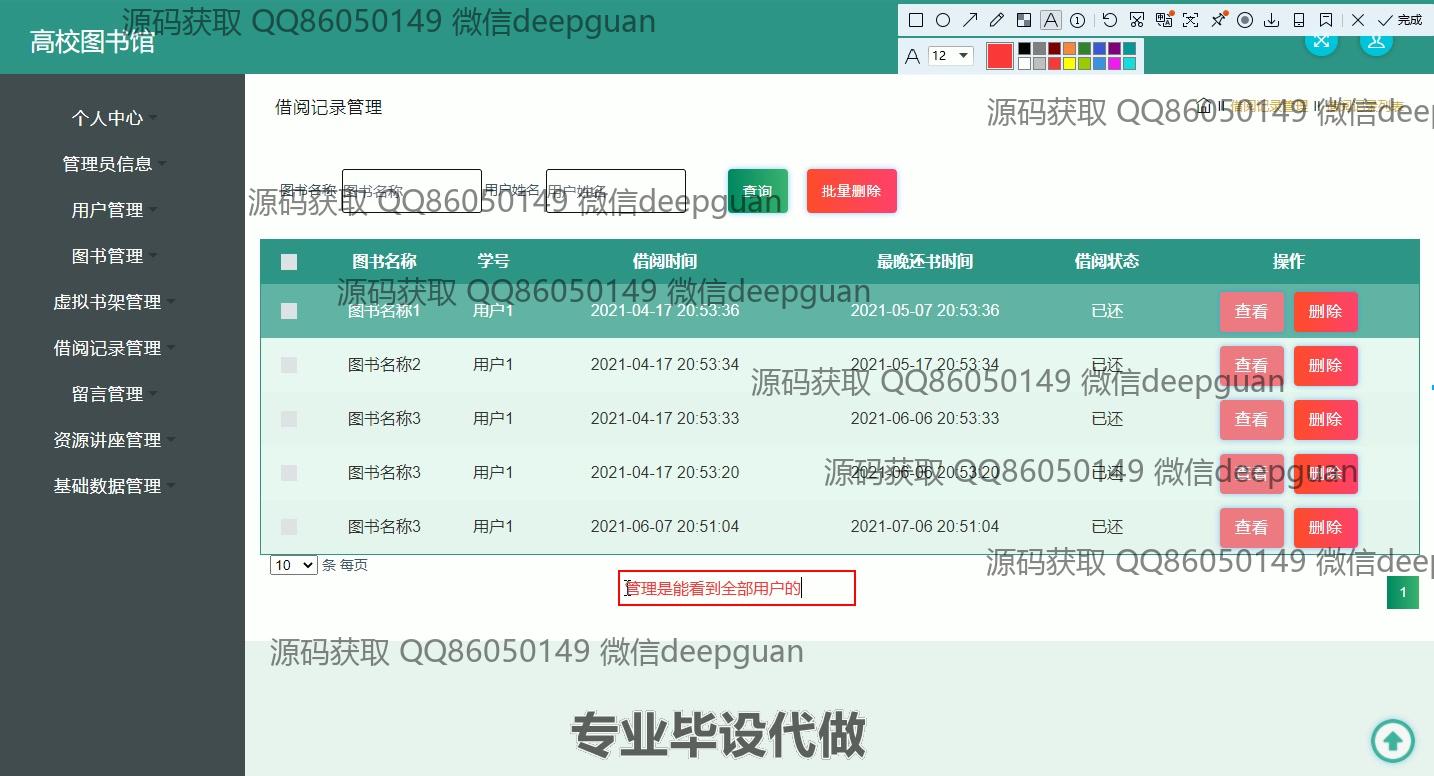 源码获取 QQ86050149 微信deepguan
高校图书馆
完成
A 12
个人中心
管理员信息
用户管理
图书管理
虚拟书架管理
借阅记录管理
留言管理
资源讲座管理
基础数据管理
借阅记录管理
借阅记录管理
源码获取 QQ86050149 微信deep
图书名称 图书名称 用户姓名 用户姓名 查询 批量删除
源码获取 QQ86050149 微信deepguan
图书名称 学号 借阅时间 最晚还书时间 借阅状态 操作
源码获取 QQ86050149 微信deepguan
图书名称1 用户1 2021-04-17 20:53:36 2021-05-07 20:53:36 已还 查看 删除
图书名称2 用户1 2021-04-17 20:53:34 2021-05-17 20:53:34 已还 查看 删除
源码获取 QQ86050149 微信deepguan
图书名称3 用户1 2021-04-17 20:53:33 2021-06-06 20:53:33 已还 查看 删除
图书名称3 用户1 2021-04-17 20:53:20 2021-06-06 20:53:20 已还 查看 删除
源码获取 QQ86050149 微信deepguan
图书名称3 用户1 2021-06-07 20:51:04 2021-07-06 20:51:04 已还 查看 删除
10 条 每页
源码获取 QQ86050149 微信deep
管理是能看到全部用户的
1
源码获取 QQ86050149 微信deepguan
专业毕设代做